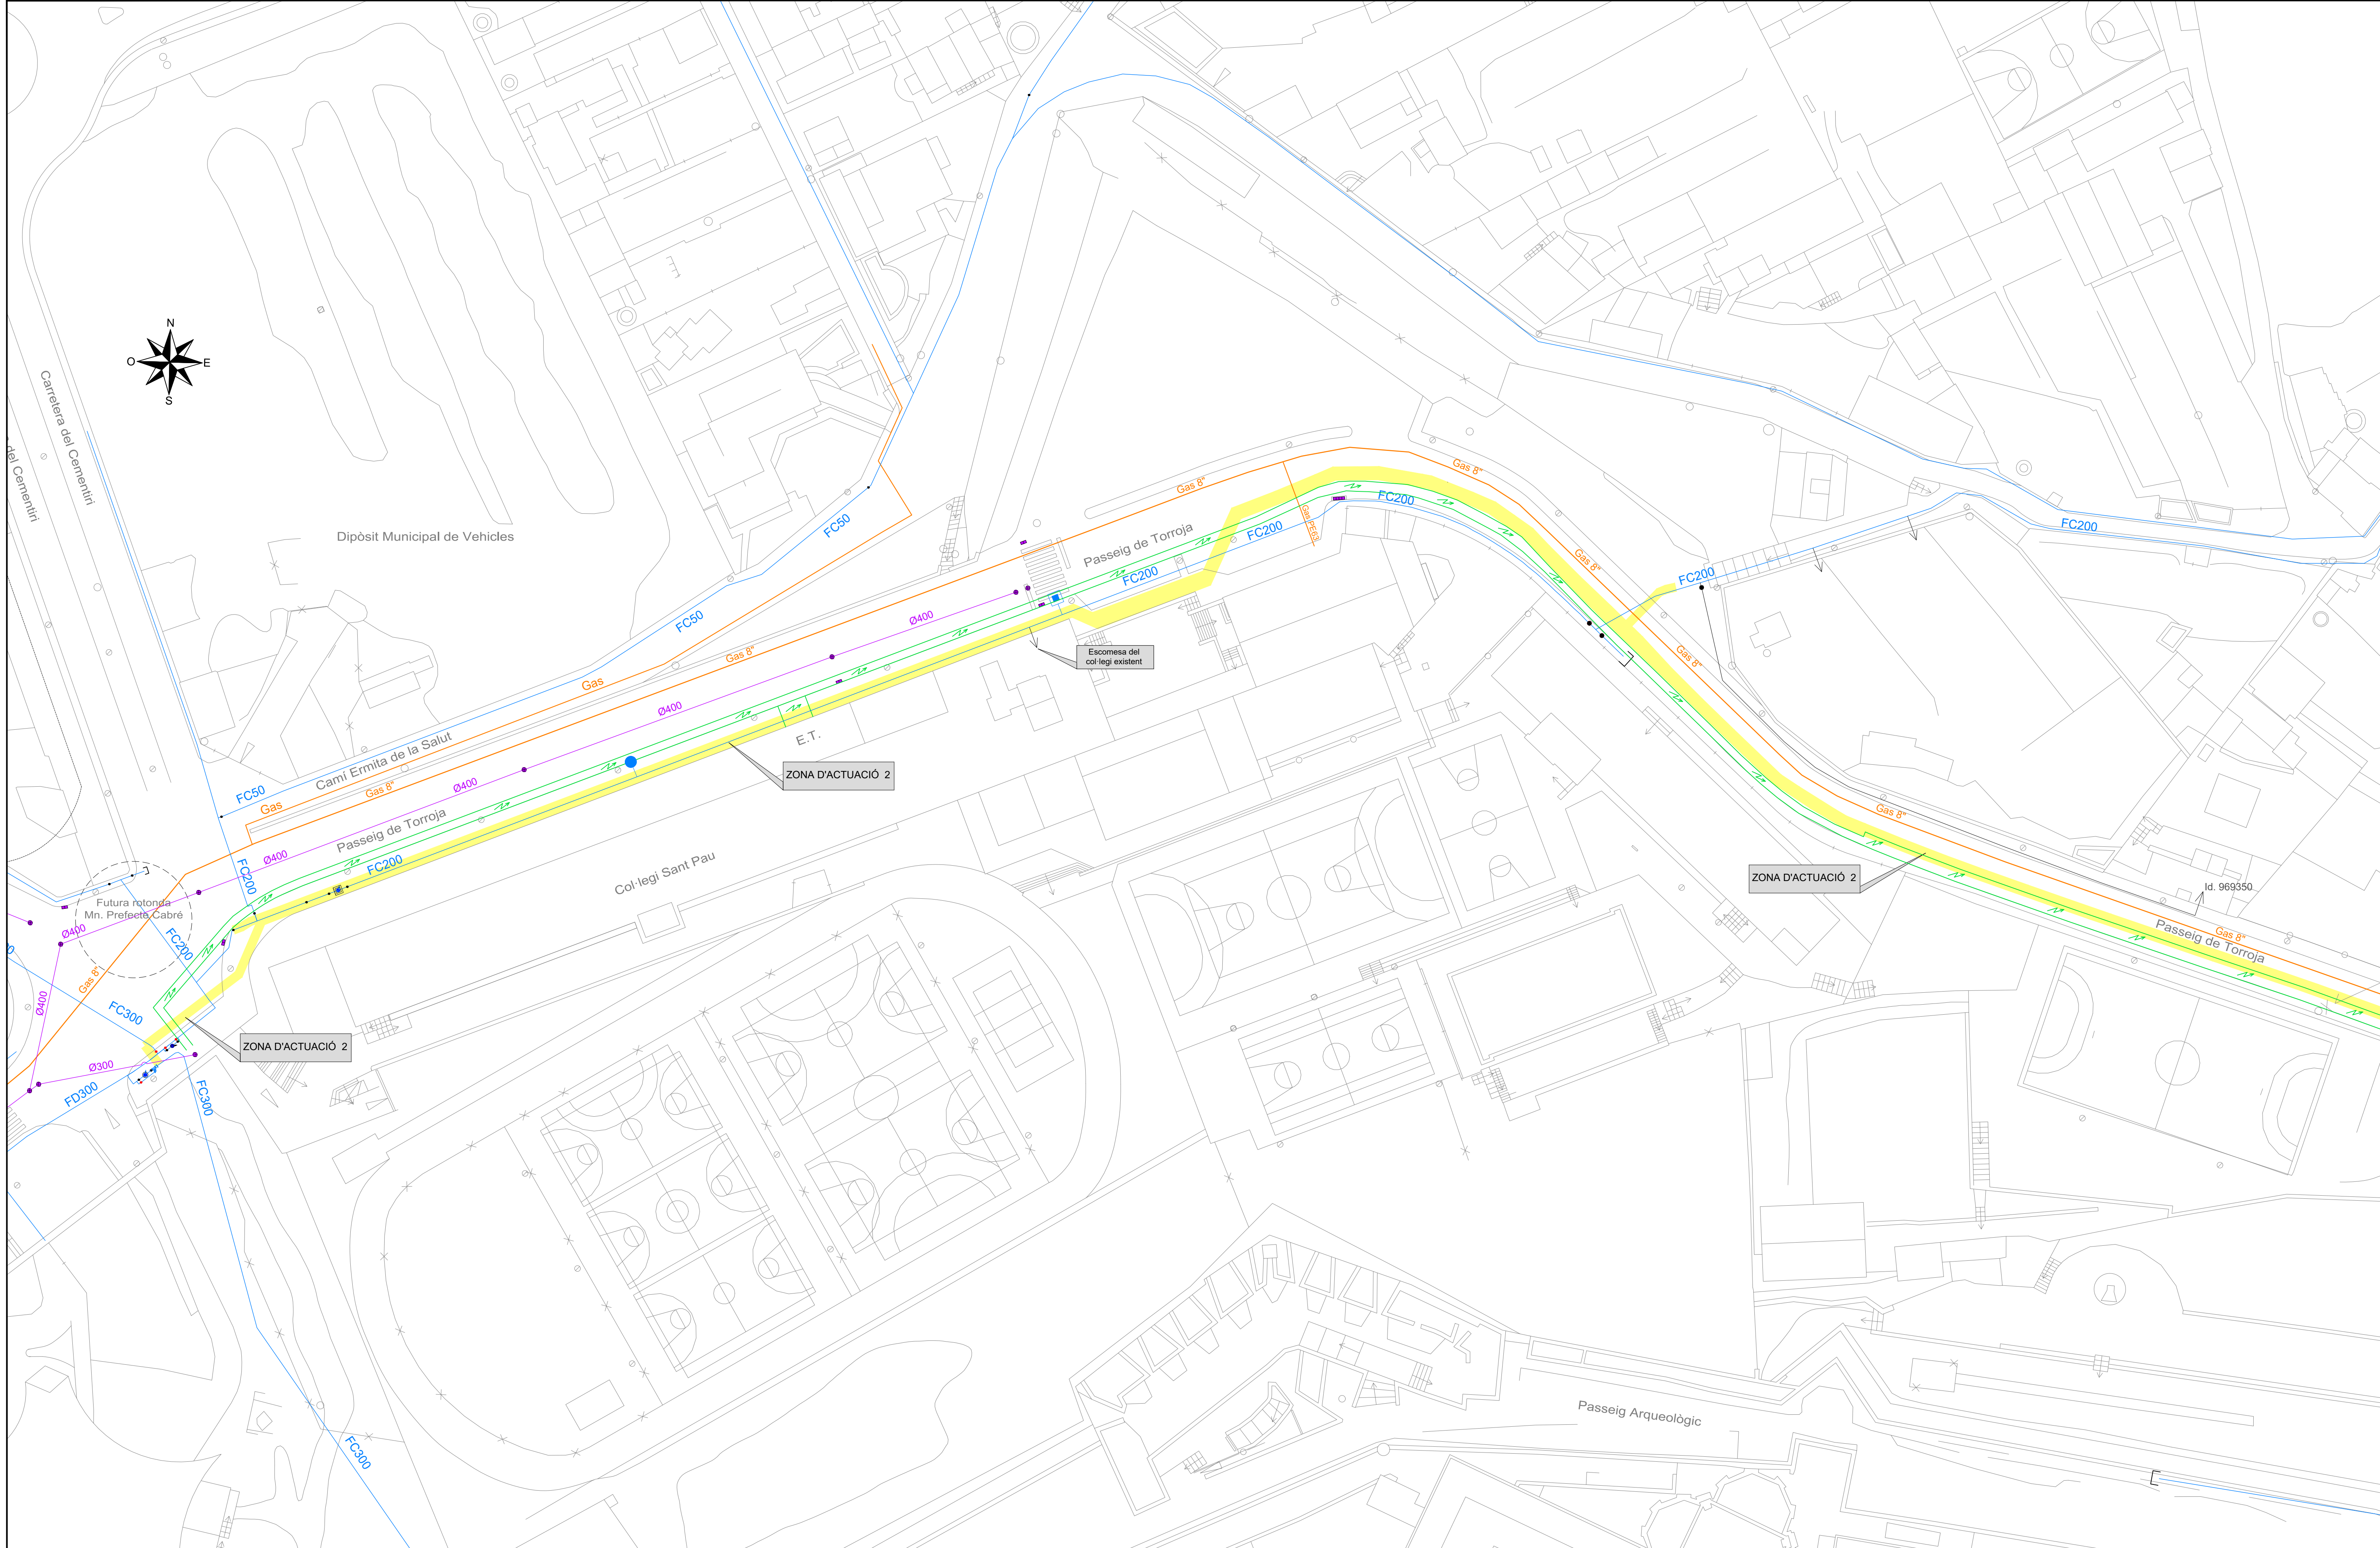 N
O
E
S
Carretera del Cementiri
del Cementiri
Dipòsit Municipal de Vehicles
FC50
FC50
Gas
Gas 8"
Camí Ermita de la Salut
FC50
Gas
Gas 8"
Ø400
Ø400
Ø400
Ø400
Passeig de Torroja
FC200
FC200
Futura rotonda
Mn. Prefecte Cabré
Ø400
FC200
Gas 8"
Ø400
FC300
Ø300
FD300
FC300
FC300
ZONA D'ACTUACIÓ 2
Col·legi Sant Pau
E.T.
ZONA D'ACTUACIÓ 2
Escomesa del
col·legi existent
Passeig de Torroja
Gas 8"
FC200
FC200
Gas PE63
FC200
Gas 8"
Gas 8"
FC200
FC200
Gas 8"
Gas 8"
ZONA D'ACTUACIÓ 2
Id. 969350
Gas 8"
Passeig de Torroja
Passeig Arqueològic